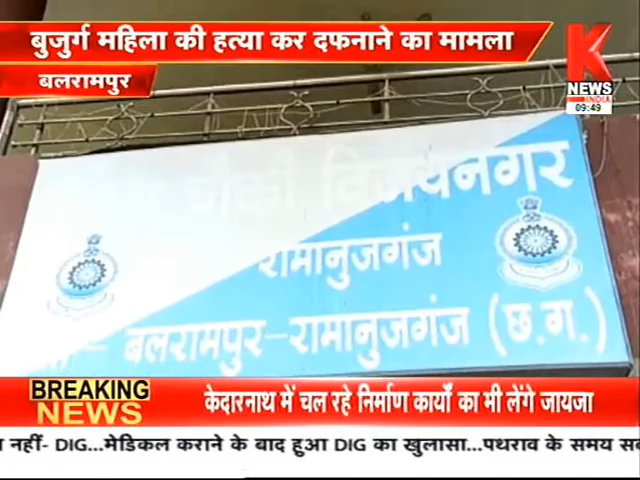 बुजुर्ग महिला की हत्या कर दफनाने का मामला
बलरामपुर
K
NEWS
INDIA
09:49
चौकी विजयनगर
रामानुजगंज
- बलरामपुर-रामानुजगंज (छ.ग.)
BREAKING
NEWS
केदारनाथ में चल रहे निर्माण कार्यों का भी लेंगे जायजा
नहीं- DIG...मेडिकल कराने के बाद हुआ DIG का खुलासा...पथराव के समय